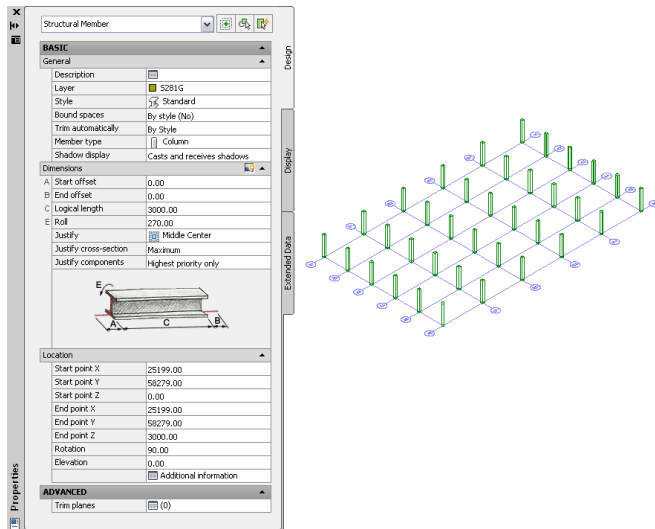 Structural Member
BASIC
General
Description
Layer S281G
Style Standard
Bound spaces By style (No)
Trim automatically By Style
Member type Column
Shadow display Casts and receives shadows
Dimensions
A Start offset 0.00
B End offset 0.00
C Logical length 3000.00
E Roll 270.00
Justify Middle Center
Justify cross-section Maximum
Justify components Highest priority only
E
A C B
Location
Start point X 25199.00
Start point Y 58279.00
Start point Z 0.00
End point X 25199.00
End point Y 58279.00
End point Z 3000.00
Rotation 90.00
Elevation 0.00
Additional information
ADVANCED
Trim planes (0)
Design
Display
Extended Data
Properties